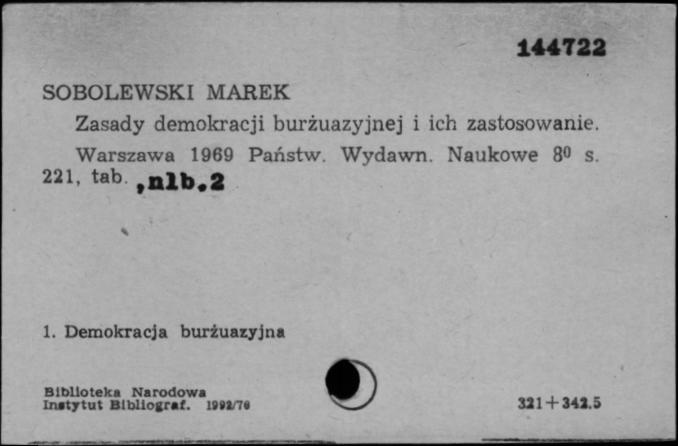 144722
SOBOLEWSKI MAREK
Zasady demokracji burżuazyjnej i ich zastosowanie.
Warszawa 1969 Państw. Wydawn. Naukowe 8⁰ s.
221, tab. ,nlb.2
1. Demokracja burżuazyjna
Biblioteka Narodowa
Instytut Bibliograf. 1992/70
321+342.5